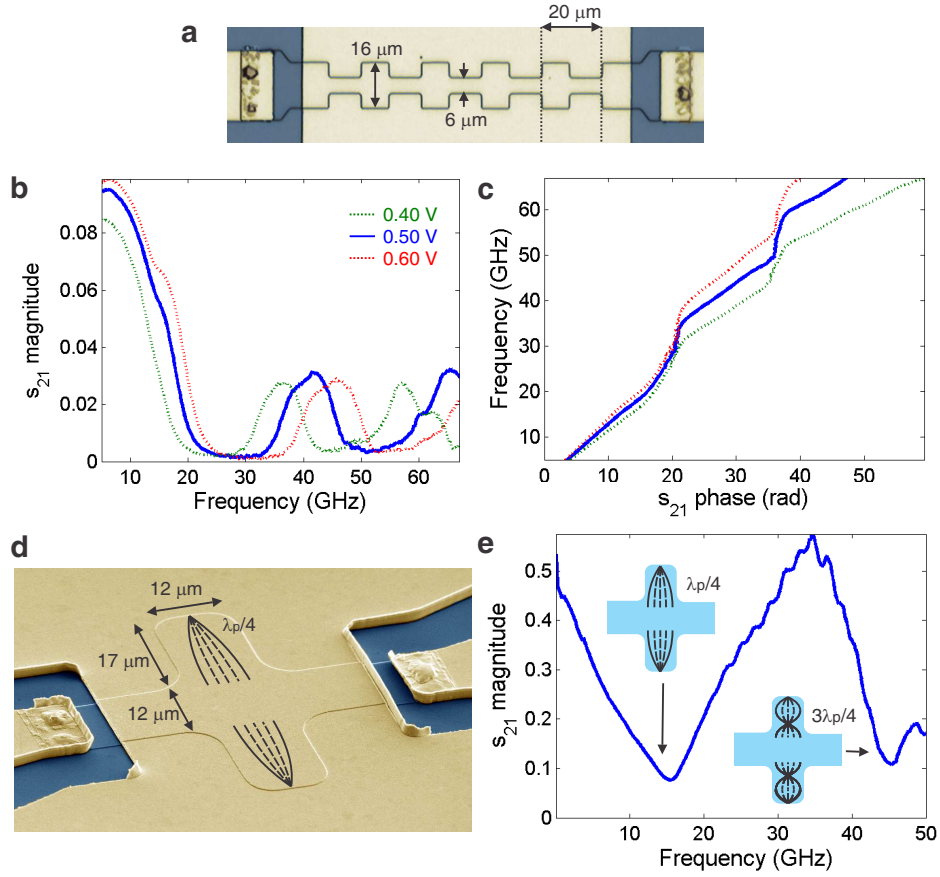 a
20 μm
16 μm
6 μm
b
0.40 V
0.50 V
0.60 V
s21 magnitude
0.08
0.06
0.04
0.02
0
10 20 30 40 50 60
Frequency (GHz)
c
Frequency (GHz)
60
50
40
30
20
10
0 10 20 30 40 50
s21 phase (rad)
d
12 μm
λp/4
17 μm
12 μm
e
s21 magnitude
0.5
0.4
0.3
0.2
0.1
0
λp/4
3λp/4
10 20 30 40 50
Frequency (GHz)